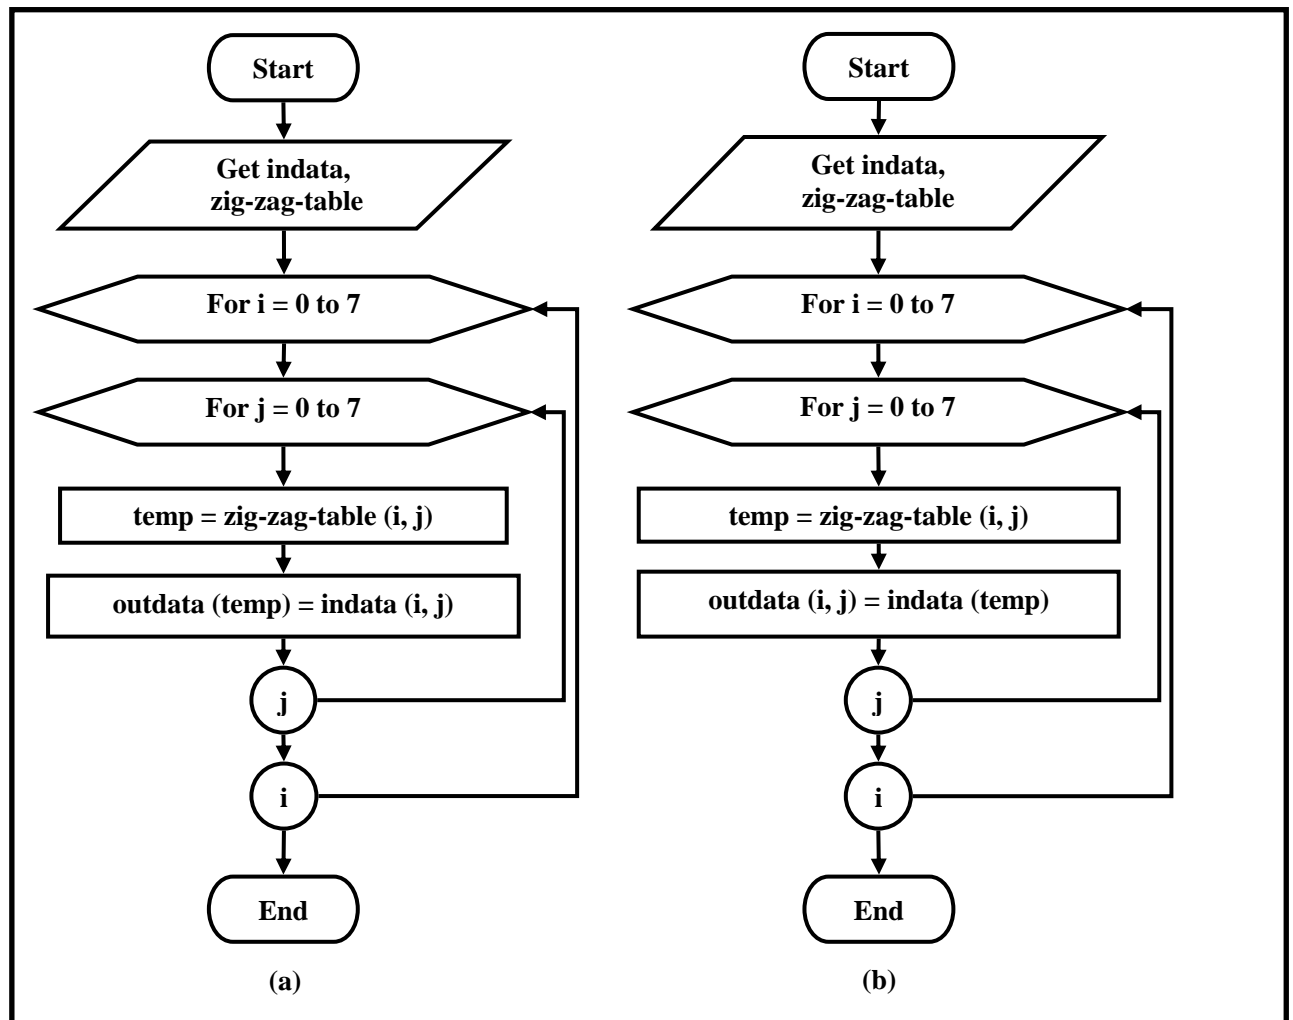 Start
Get indata,
zig-zag-table
For i = 0 to 7
For j = 0 to 7
temp = zig-zag-table (i, j)
outdata (temp) = indata (i, j)
j
i
End
(a)
Start
Get indata,
zig-zag-table
For i = 0 to 7
For j = 0 to 7
temp = zig-zag-table (i, j)
outdata (i, j) = indata (temp)
j
i
End
(b)